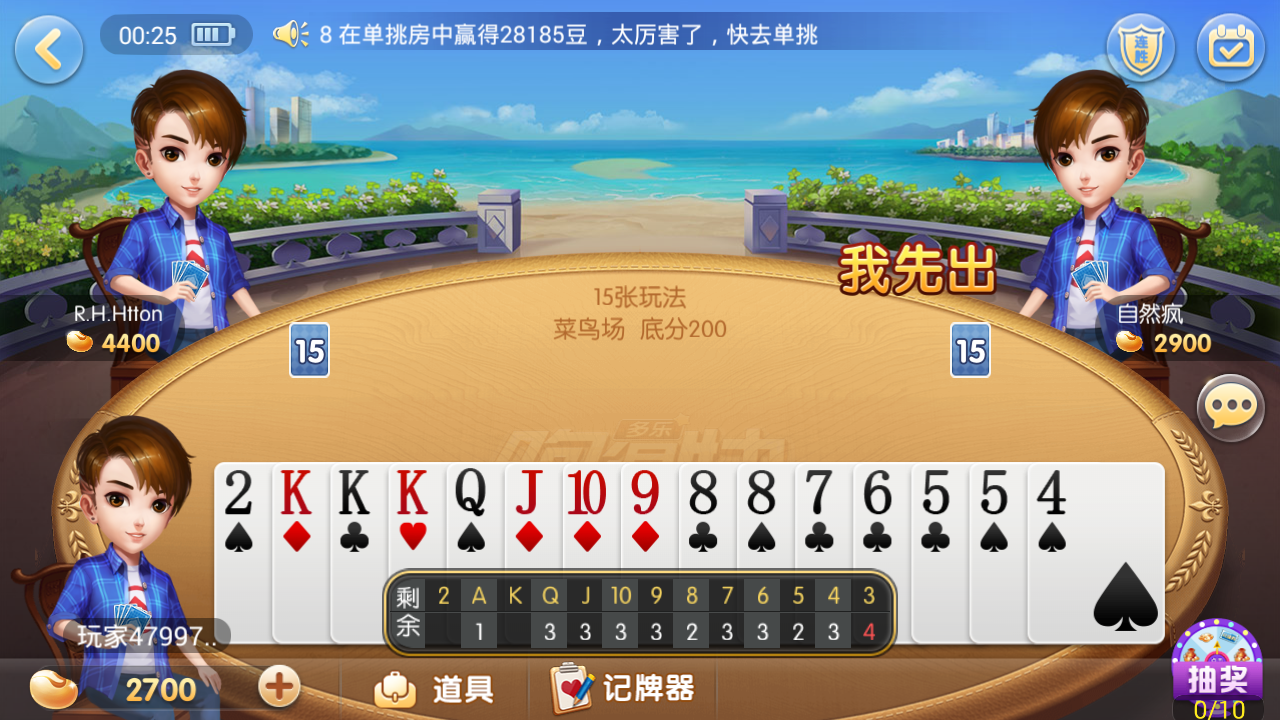 00:25
8 在单挑房中赢得28185豆，太厉害了，快去单挑
连胜
我先出
15张玩法
菜鸟场 底分200
R.H.Htton
4400
15
15
自然疯
2900
多乐
2 K K K Q J 10 9 8 8 7 6 5 5 4
剩余
2 A K Q J 10 9 8 7 6 5 4 3
1 3 3 3 3 2 3 3 2 3 4
玩家47997..
2700
道具
记牌器
抽奖
0/10